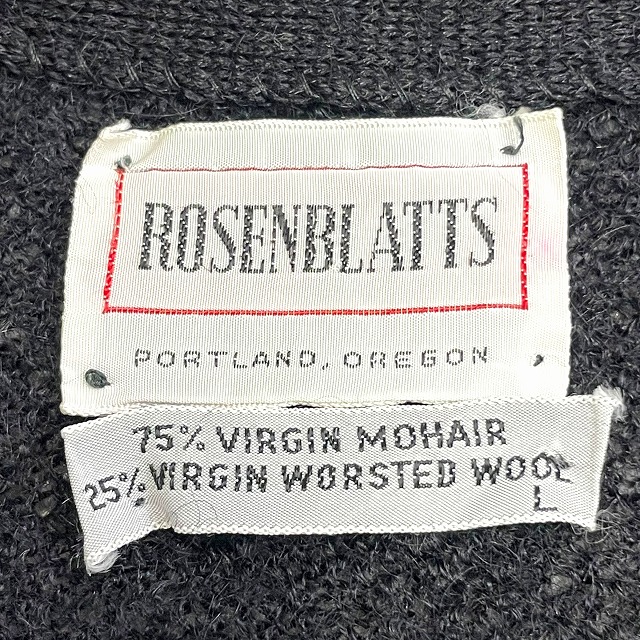 ROSENBLATTS
PORTLAND, OREGON
75% VIRGIN MOHAIR
25% VIRGIN WORSTED WOOL
L